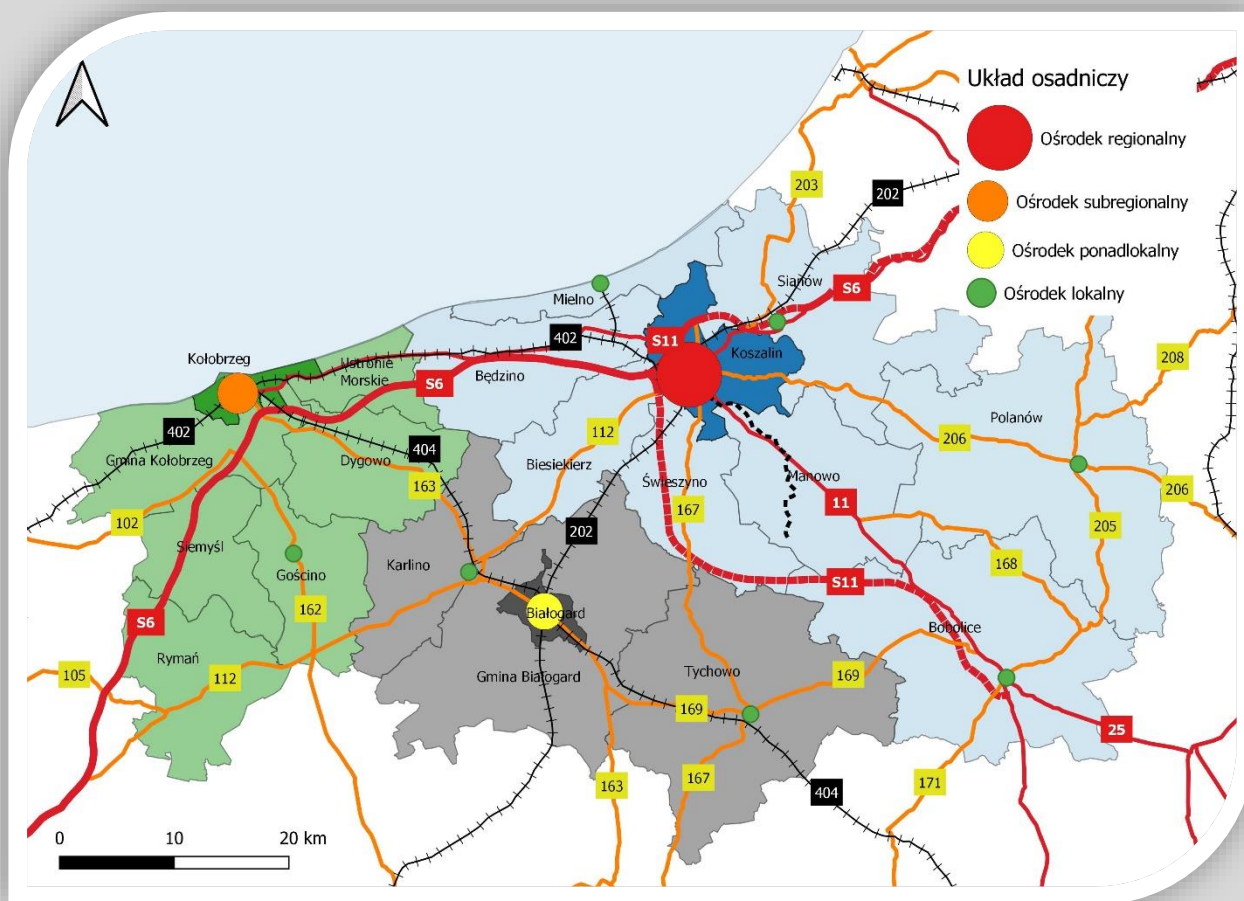 Układ osadniczy
Ośrodek regionalny
Ośrodek subregionalny
Ośrodek ponadlokalny
Ośrodek lokalny
203
202
Sianów
S6
Mielno
402
S11
Koszalin
Kołobrzeg
Ustronie
Morskie
Będzino
S6
208
Polanów
402
112
206
404
Gmina Kołobrzeg
Dygowo
Biesiekierz
163
Świeszyno
Manowo
206
167
11
102
205
202
Siemyśl
Gościno
Karlino
168
S11
162
Białogard
S6
Bobolice
Rymań
105
112
Gmina Białogard
Tychowo
169
169
25
163
167
404
171
0 10 20 km